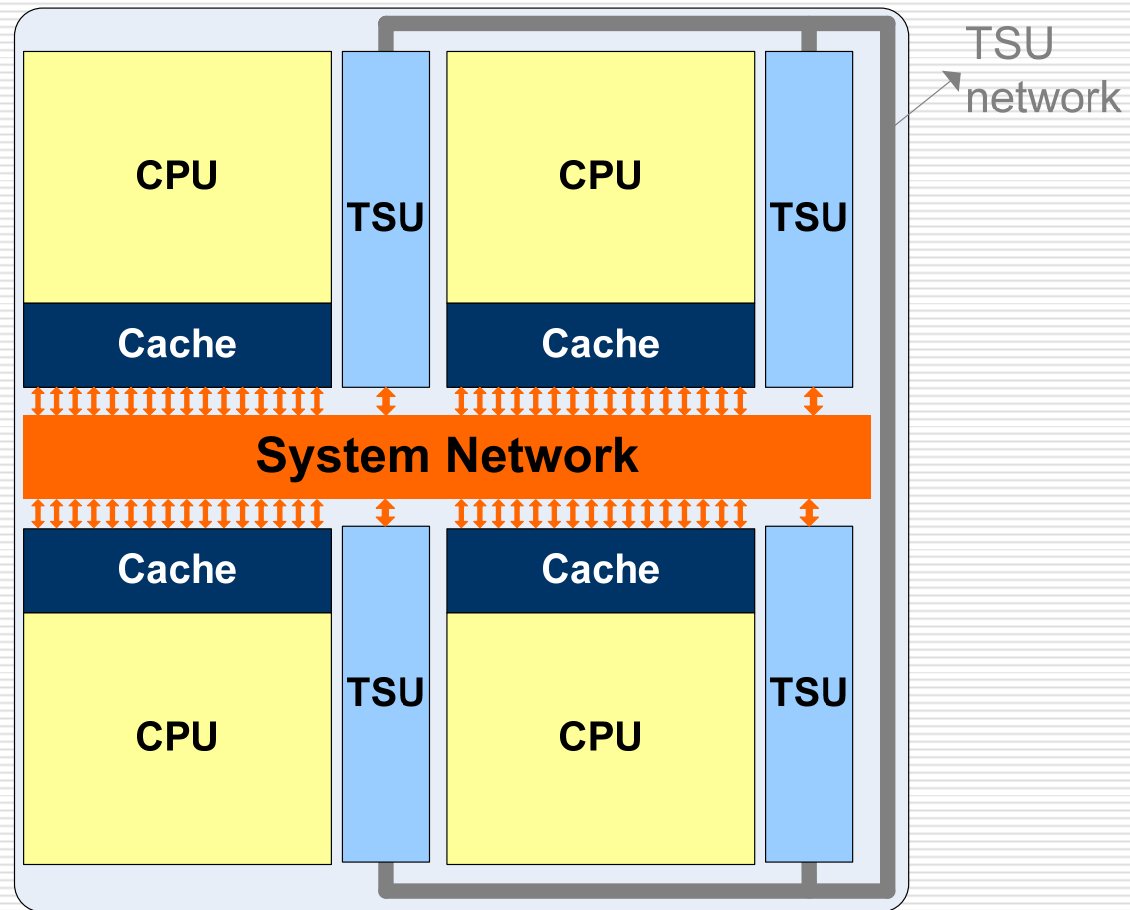 TSU
network
CPU
TSU
CPU
TSU
Cache
Cache
System Network
Cache
Cache
CPU
TSU
CPU
TSU